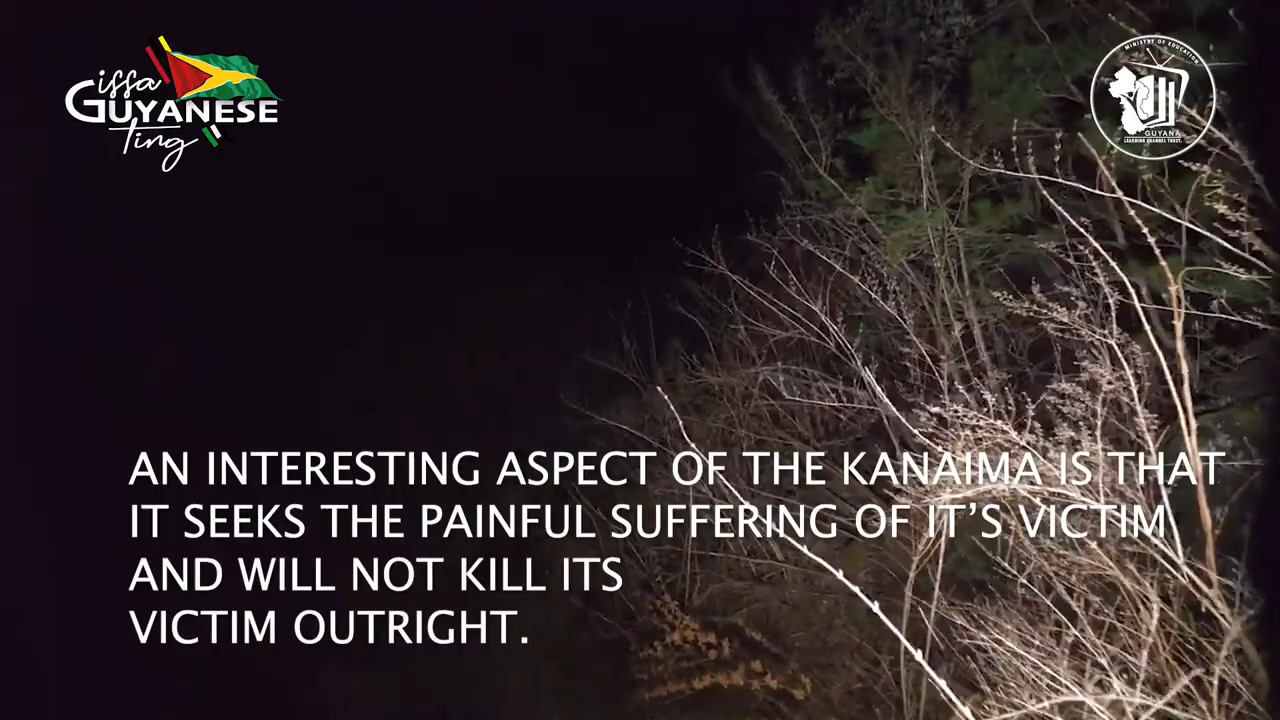 issa
GUYANESE
Ting
MINISTRY OF EDUCATION
GUYANA
LEARNING CHANNEL TRUST.
AN INTERESTING ASPECT OF THE KANAIMA IS THAT
IT SEEKS THE PAINFUL SUFFERING OF IT’S VICTIM
AND WILL NOT KILL ITS
VICTIM OUTRIGHT.